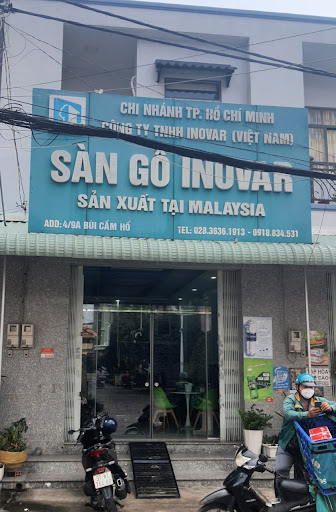 CHI NHÁNH TP. HỒ CHÍ MINH
CÔNG TY TNHH INOVAR (VIỆT NAM)
SÀN GỖ INOVAR
SẢN XUẤT TẠI MALAYSIA
ADD: 4/9A BÙI CẨM HỔ
TEL: 028.3636.1913 - 0918.834.531